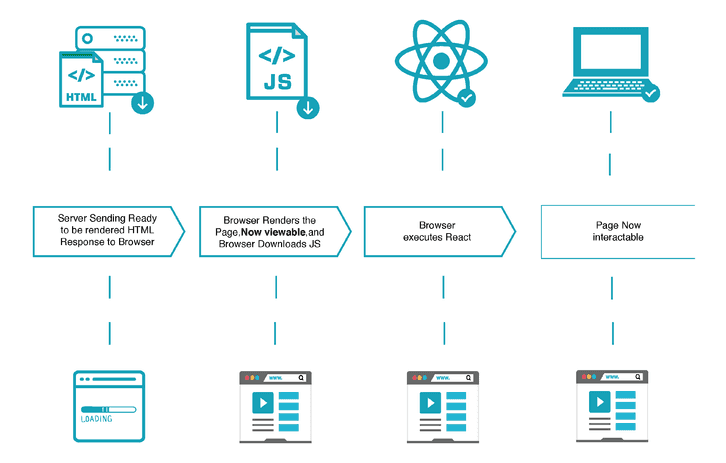 HTML
JS
Server Sending Ready
to be rendered HTML
Response to Browser
Browser Renders the
Page,Now viewable,and
Browser Downloads JS
Browser
executes React
Page Now
interactable
LOADING
WWW.
WWW.
WWW.